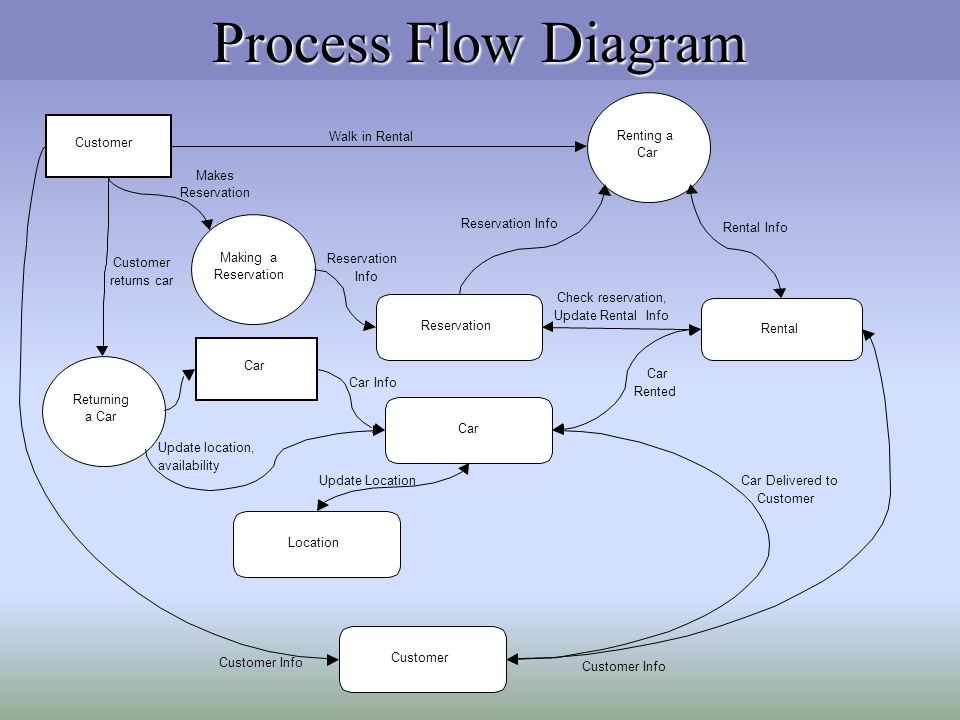 Process Flow Diagram
Customer
Walk in Rental
Renting a
Car
Makes
Reservation
Reservation Info
Rental Info
Making a
Reservation
Customer
returns car
Reservation
Info
Check reservation,
Update Rental Info
Reservation
Rental
Car
Car Info
Car
Rented
Returning
a Car
Car
Update location,
availability
Update Location
Car Delivered to
Customer
Location
Customer
Customer Info
Customer Info